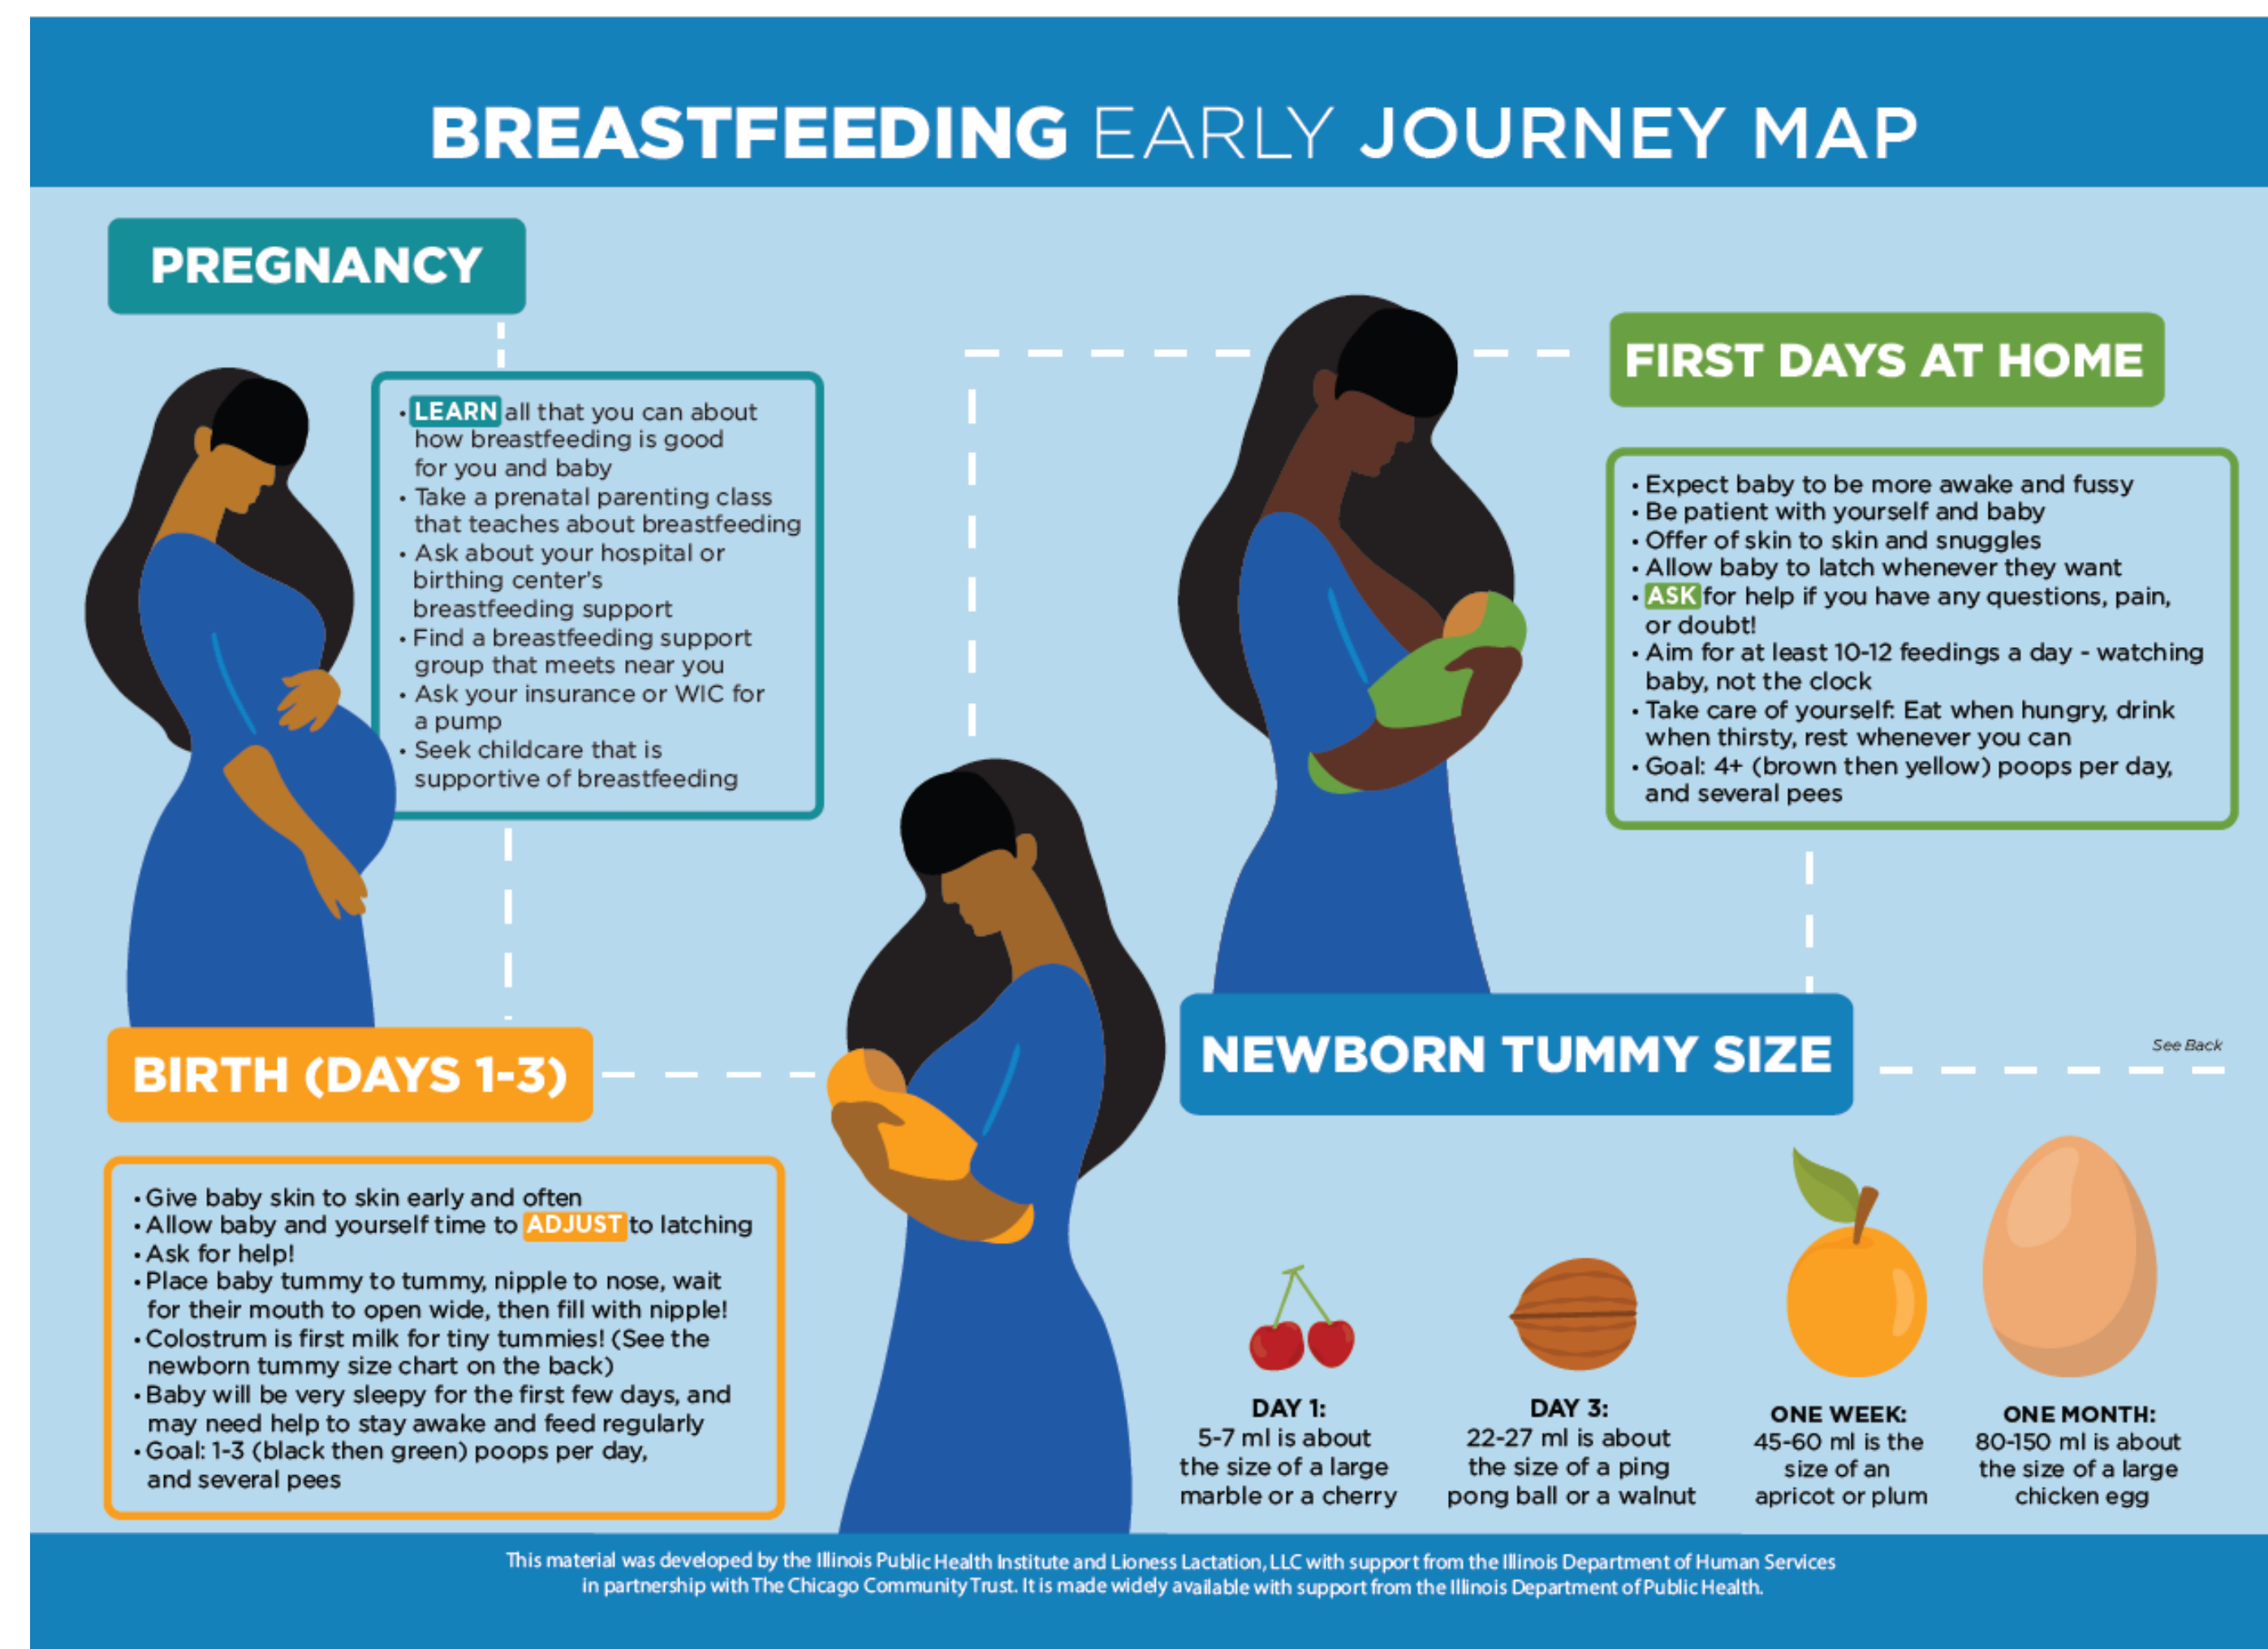 BREASTFEEDING EARLY JOURNEY MAP
PREGNANCY
• LEARN all that you can about
how breastfeeding is good
for you and baby
• Take a prenatal parenting class
that teaches about breastfeeding
• Ask about your hospital or
birthing center's
breastfeeding support
• Find a breastfeeding support
group that meets near you
• Ask your insurance or WIC for
a pump
• Seek childcare that is
supportive of breastfeeding
BIRTH (DAYS 1-3)
• Give baby skin to skin early and often
• Allow baby and yourself time to ADJUST to latching
• Ask for help!
• Place baby tummy to tummy, nipple to nose, wait
for their mouth to open wide, then fill with nipple!
• Colostrum is first milk for tiny tummies! (See the
newborn tummy size chart on the back)
• Baby will be very sleepy for the first few days, and
may need help to stay awake and feed regularly
• Goal: 1-3 (black then green) poops per day,
and several pees
FIRST DAYS AT HOME
• Expect baby to be more awake and fussy
• Be patient with yourself and baby
• Offer of skin to skin and snuggles
• Allow baby to latch whenever they want
• ASK for help if you have any questions, pain,
or doubt!
• Aim for at least 10-12 feedings a day - watching
baby, not the clock
• Take care of yourself: Eat when hungry, drink
when thirsty, rest whenever you can
• Goal: 4+ (brown then yellow) poops per day,
and several pees
NEWBORN TUMMY SIZE
See Back
DAY 1:
5-7 ml is about
the size of a large
marble or a cherry
DAY 3:
22-27 ml is about
the size of a ping
pong ball or a walnut
ONE WEEK:
45-60 ml is the
size of an
apricot or plum
ONE MONTH:
80-150 ml is about
the size of a large
chicken egg
This material was developed by the Illinois Public Health Institute and Lioness Lactation, LLC with support from the Illinois Department of Human Services
in partnership with The Chicago Community Trust. It is made widely available with support from the Illinois Department of Public Health.